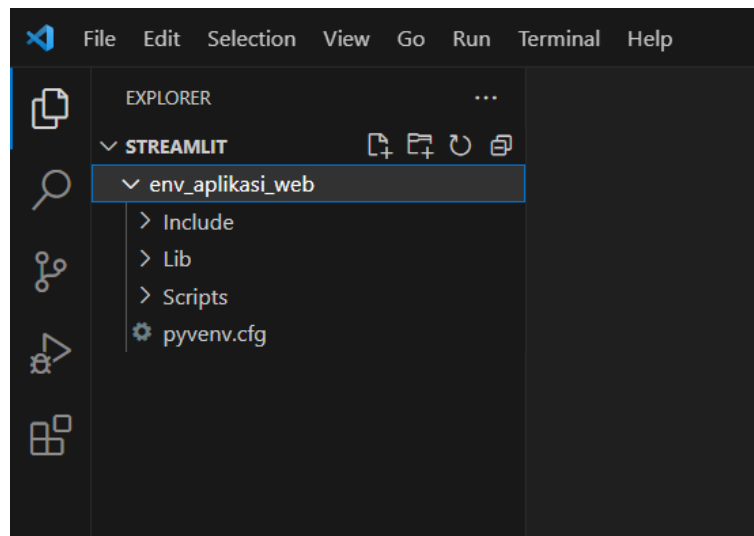 File Edit Selection View Go Run Terminal Help
EXPLORER
STREAMLIT
env_aplikasi_web
Include
Lib
Scripts
pyvenv.cfg